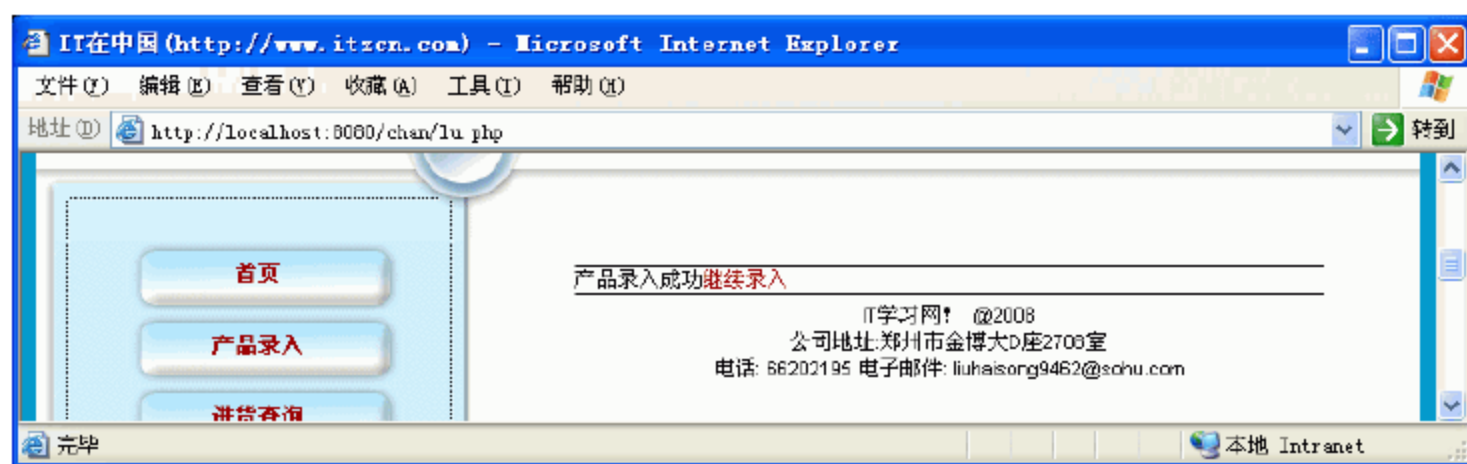 IT在中国(http://www.itzcn.com) - Microsoft Internet Explorer
文件(F) 编辑(E) 查看(V) 收藏(A) 工具(T) 帮助(H)
地址(D) http://localhost:8080/chan/lu.php 转到
首页
产品录入成功继续录入
IT学习网! @2008
产品录入
公司地址:郑州市金博大D座2708室
电话: 66202195 电子邮件: liuhaisong9462@sohu.com
进货查询
完毕 本地 Intranet